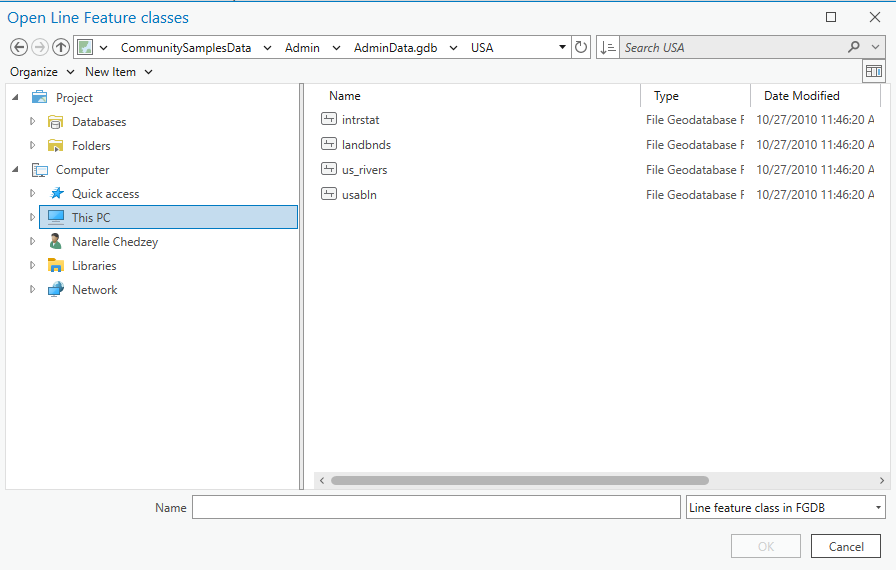 Open Line Feature classes
CommunitySamplesData Admin AdminData.gdb USA Search USA
Organize New Item
Project
Databases
Folders
Computer
Quick access
This PC
Narelle Chedzey
Libraries
Network
Name Type Date Modified
intrstat File Geodatabase F 10/27/2010 11:46:20 A
landbnds File Geodatabase F 10/27/2010 11:46:20 A
us_rivers File Geodatabase F 10/27/2010 11:46:20 A
usabln File Geodatabase F 10/27/2010 11:46:20 A
Name Line feature class in FGDB
OK Cancel